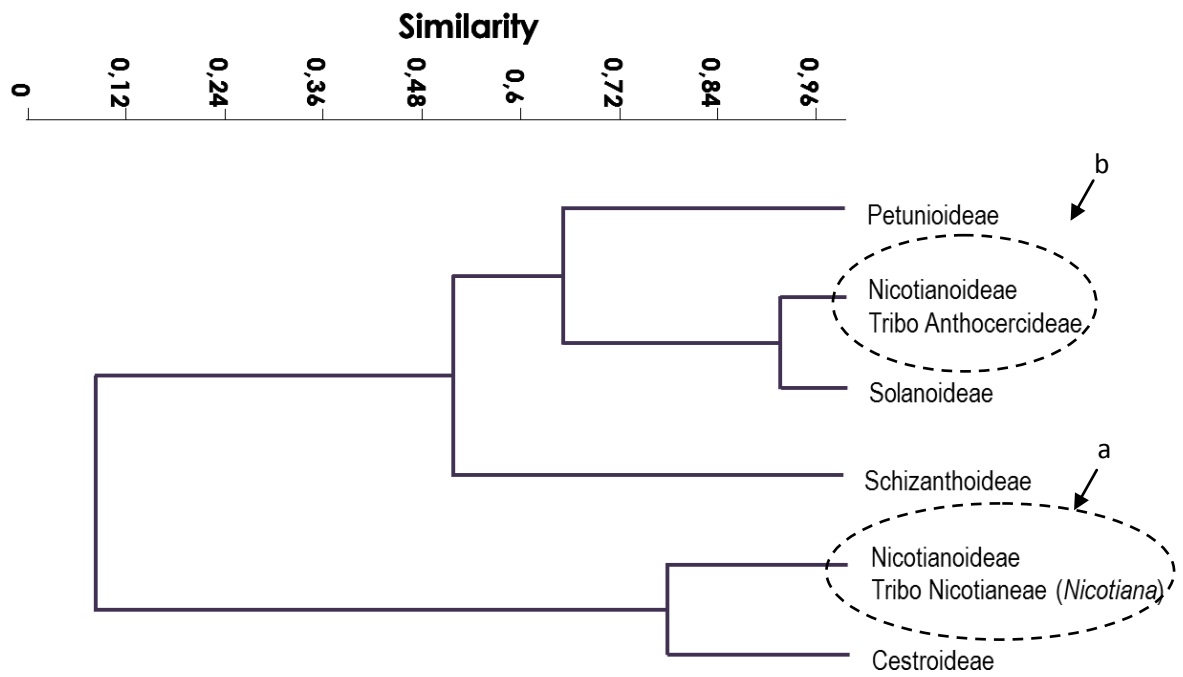 Similarity
0
0,12
0,24
0,36
0,48
0,6
0,72
0,84
0,96
b
Petunioideae
Nicotianoideae
Tribo Anthocercideae
Solanoideae
a
Schizanthoideae
Nicotianoideae
Tribo Nicotianeae (Nicotiana)
Cestroideae